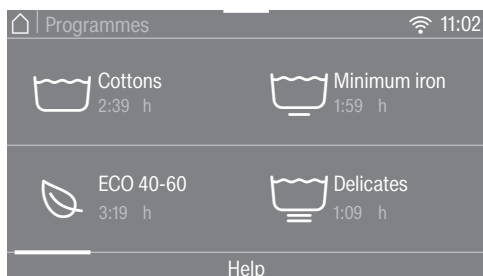 Programmes 11:02
Cottons
2:39 h
Minimum iron
1:59 h
ECO 40-60
3:19 h
Delicates
1:09 h
Help